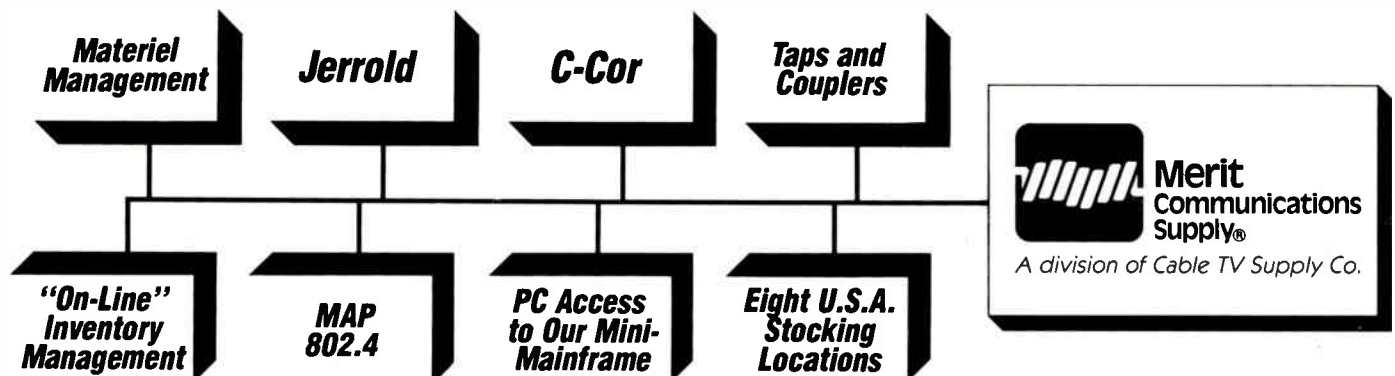 Materiel
Management
Jerrold
C-Cor
Taps and
Couplers
Merit
Communications
Supply®
A division of Cable TV Supply Co.
“On-Line”
Inventory
Management
MAP
802.4
PC Access
to Our Mini-
Mainframe
Eight U.S.A.
Stocking
Locations